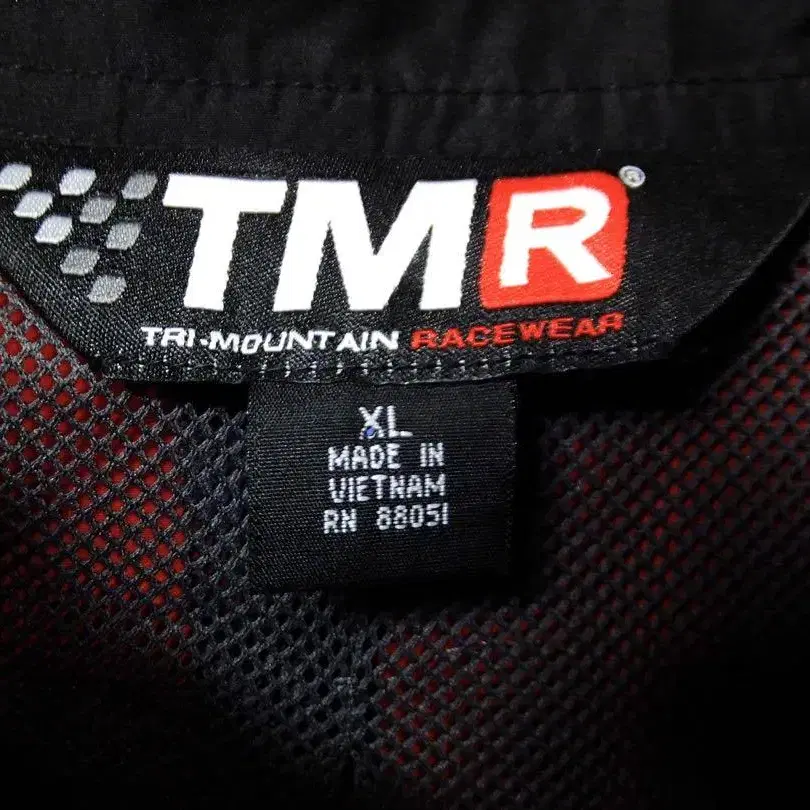 TMR®
TRI-MOUNTAIN RACEWEAR
XL
MADE IN
VIETNAM
RN 88051